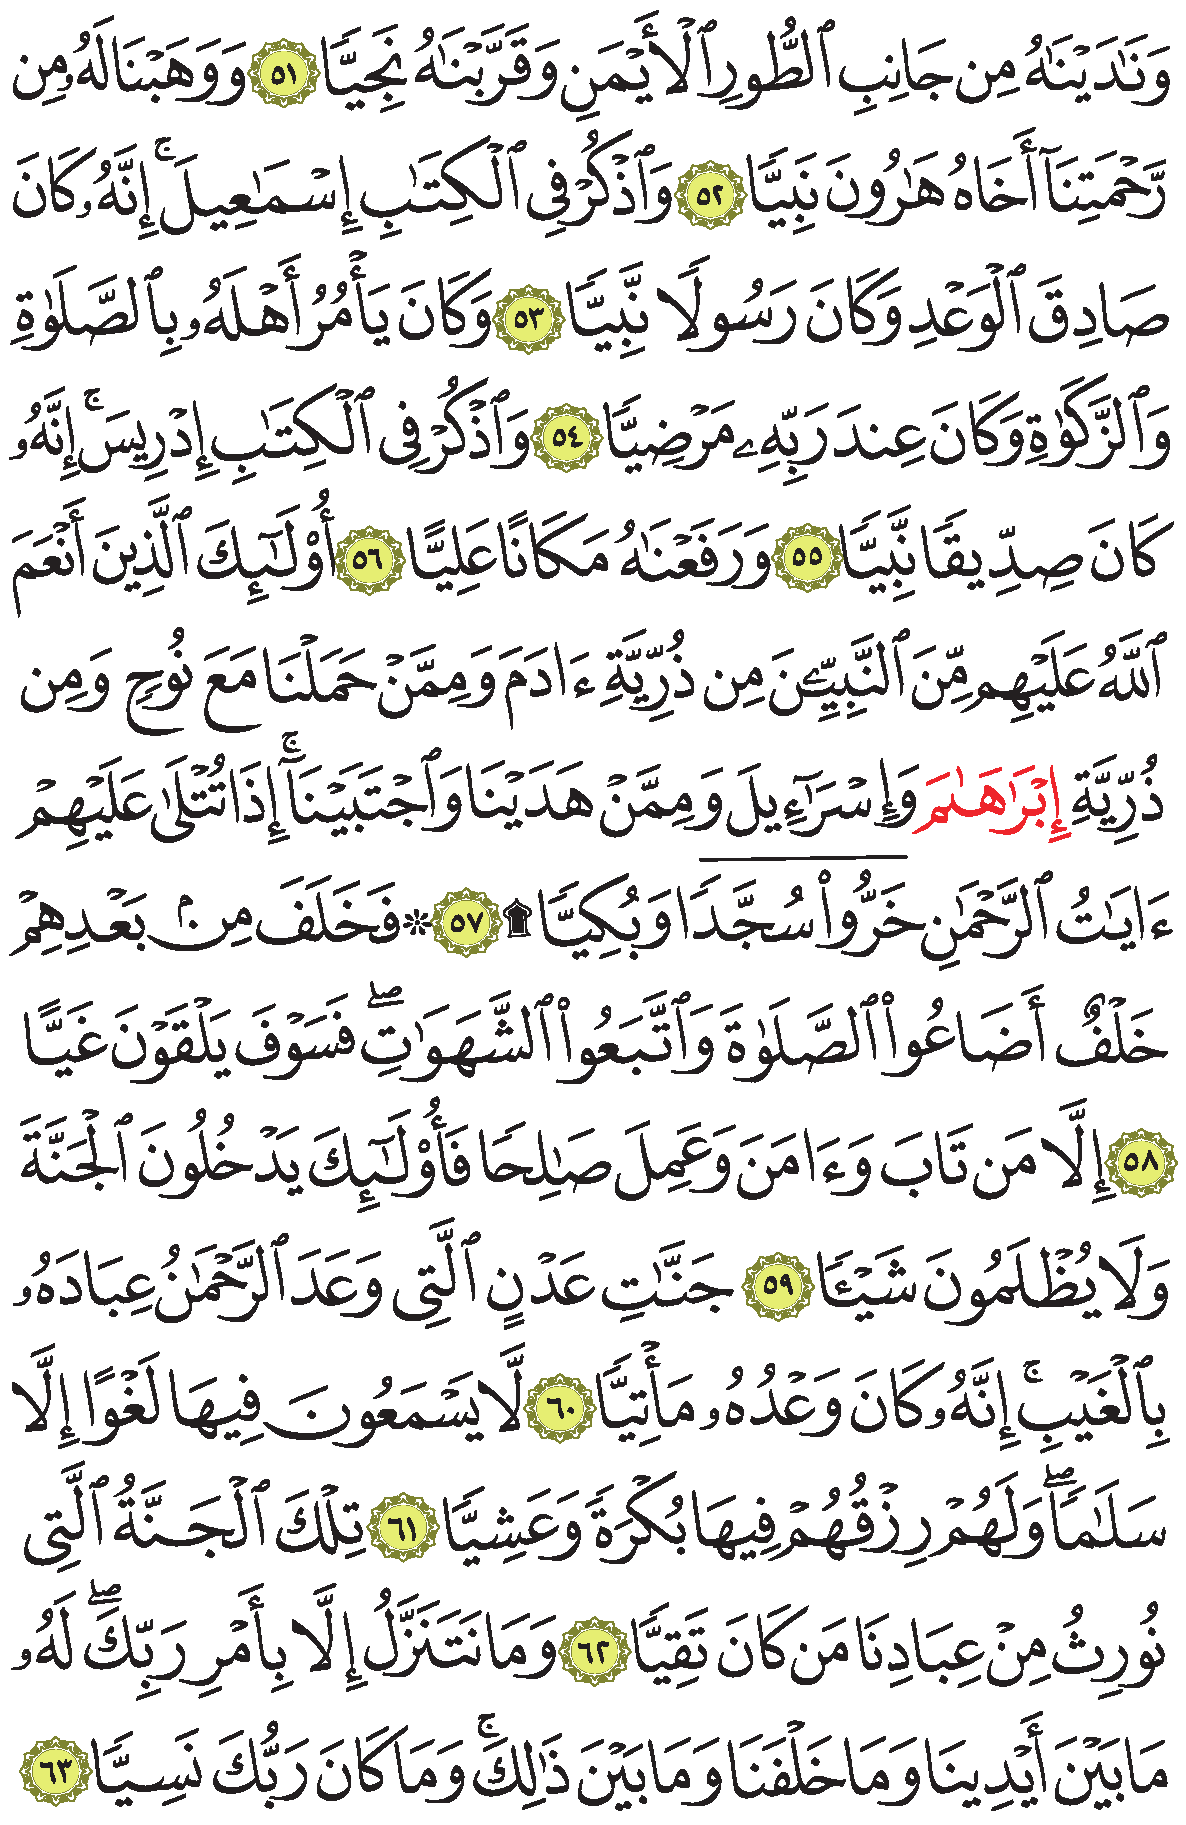 وَنَٰدَيْنَٰهُ مِن جَانِبِ ٱلطُّورِ ٱلْأَيْمَنِ وَقَرَّبْنَٰهُ نَجِيًّا ٥١ وَوَهَبْنَا لَهُۥ مِن
رَّحْمَتِنَآ أَخَاهُ هَٰرُونَ نَبِيًّا ٥٢ وَٱذْكُرْ فِى ٱلْكِتَٰبِ إِسْمَٰعِيلَ ۚ إِنَّهُۥ كَانَ
صَادِقَ ٱلْوَعْدِ وَكَانَ رَسُولًا نَّبِيًّا ٥٣ وَكَانَ يَأْمُرُ أَهْلَهُۥ بِٱلصَّلَوٰةِ
وَٱلزَّكَوٰةِ وَكَانَ عِندَ رَبِّهِۦ مَرْضِيًّا ٥٤ وَٱذْكُرْ فِى ٱلْكِتَٰبِ إِدْرِيسَ ۚ إِنَّهُۥ
كَانَ صِدِّيقًا نَّبِيًّا ٥٥ وَرَفَعْنَٰهُ مَكَانًا عَلِيًّا ٥٦ أُو۟لَٰٓئِكَ ٱلَّذِينَ أَنْعَمَ
ٱللَّهُ عَلَيْهِم مِّنَ ٱلنَّبِيِّۦنَ مِن ذُرِّيَّةِ ءَادَمَ وَمِمَّنْ حَمَلْنَا مَعَ نُوحٍ وَمِن
ذُرِّيَّةِ إِبْرَٰهَٰمَ وَإِسْرَٰٓءِيلَ وَمِمَّنْ هَدَيْنَا وَٱجْتَبَيْنَآ ۚ إِذَا تُتْلَىٰ عَلَيْهِمْ
ءَايَٰتُ ٱلرَّحْمَٰنِ خَرُّوا۟ سُجَّدًا وَبُكِيًّا ۩ ٥٧ ۞ فَخَلَفَ مِنۢ بَعْدِهِمْ
خَلْفٌ أَضَاعُوا۟ ٱلصَّلَوٰةَ وَٱتَّبَعُوا۟ ٱلشَّهَوَٰتِ ۖ فَسَوْفَ يَلْقَوْنَ غَيًّا
٥٨ إِلَّا مَن تَابَ وَءَامَنَ وَعَمِلَ صَٰلِحًا فَأُو۟لَٰٓئِكَ يَدْخُلُونَ ٱلْجَنَّةَ
وَلَا يُظْلَمُونَ شَيْـًٔا ٥٩ جَنَّٰتِ عَدْنٍ ٱلَّتِى وَعَدَ ٱلرَّحْمَٰنُ عِبَادَهُۥ
بِٱلْغَيْبِ ۚ إِنَّهُۥ كَانَ وَعْدُهُۥ مَأْتِيًّا ٦٠ لَّا يَسْمَعُونَ فِيهَا لَغْوًا إِلَّا
سَلَٰمًا ۖ وَلَهُمْ رِزْقُهُمْ فِيهَا بُكْرَةً وَعَشِيًّا ٦١ تِلْكَ ٱلْجَنَّةُ ٱلَّتِى
نُورِثُ مِنْ عِبَادِنَا مَن كَانَ تَقِيًّا ٦٢ وَمَا نَتَنَزَّلُ إِلَّا بِأَمْرِ رَبِّكَ ۖ لَهُۥ
مَا بَيْنَ أَيْدِينَا وَمَا خَلْفَنَا وَمَا بَيْنَ ذَٰلِكَ ۚ وَمَا كَانَ رَبُّكَ نَسِيًّا ٦٣